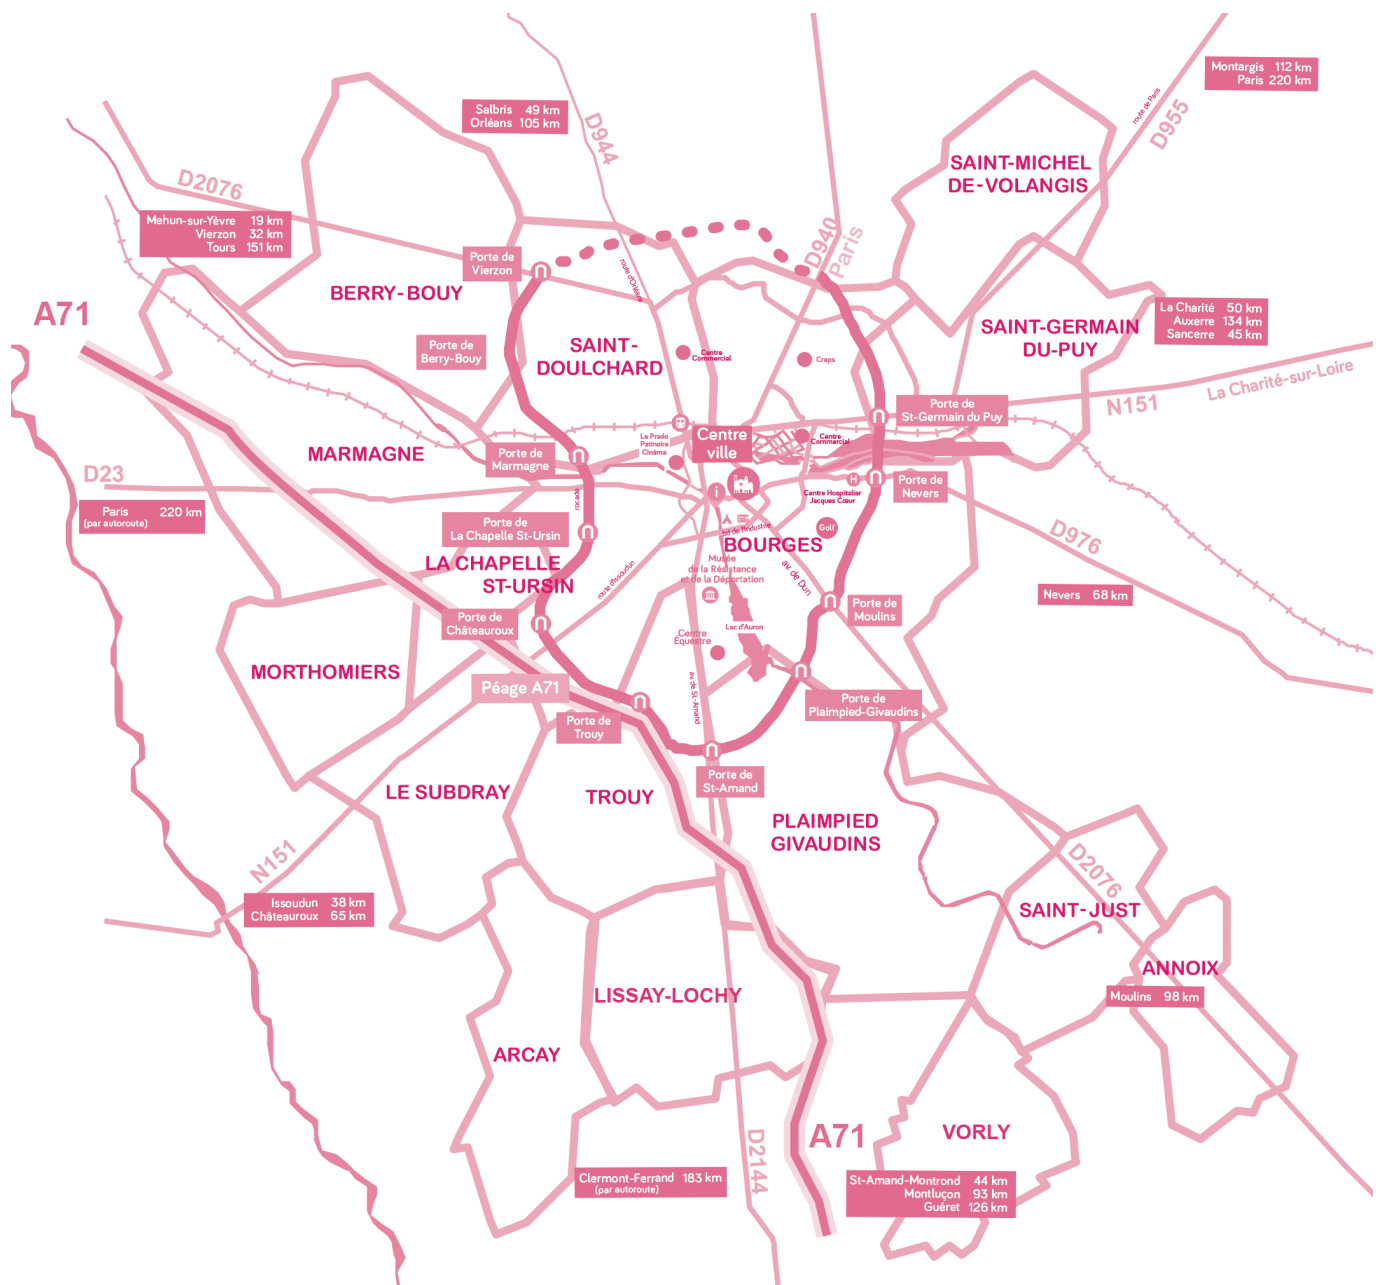 Montargis 112 km
Paris 220 km
route de Paris
D955
Salbris 49 km
Orléans 105 km
D944
SAINT-MICHEL
DE-VOLANGIS
D2076
Mehun-sur-Yèvre 19 km
Vierzon 32 km
Tours 151 km
Porte de
Vierzon
route d'Orléans
D940
Paris
BERRY-BOUY
A71
La Charité 50 km
Auxerre 134 km
Sancerre 45 km
SAINT-GERMAIN
DU-PUY
Porte de
Berry-Bouy
SAINT-
DOULCHARD
Centre
Commercial
Creps
La Charité-sur-Loire
N151
Porte de
St-Germain du Puy
Le Prado
Patinoire
Cinéma
Centre
ville
Centre
Commercial
MARMAGNE
Porte de
Marmagne
D23
Porte de
Nevers
i
H
Centre Hospitalier
Jacques Cœur
rocade
Paris 220 km
(par autoroute)
Porte de
La Chapelle St-Ursin
bd de l'Industrie
Golf
D976
BOURGES
LA CHAPELLE
ST-URSIN
route d'Issoudun
Musée
de la Résistance
et de la Déportation
av. de Dun
Nevers 68 km
Porte de
Moulins
Porte de
Châteauroux
Lac d'Auron
Centre
Équestre
MORTHOMIERS
Péage A71
av. de St-Amand
Porte de
Plaimpied-Givaudins
Porte de
Trouy
Porte de
St-Amand
LE SUBDRAY
TROUY
PLAIMPIED
GIVAUDINS
N151
D2076
Issoudun 38 km
Châteauroux 65 km
SAINT-JUST
ANNOIX
Moulins 98 km
LISSAY-LOCHY
ARCAY
A71
VORLY
D2144
Clermont-Ferrand 183 km
(par autoroute)
St-Amand-Montrond 44 km
Montluçon 93 km
Guéret 126 km